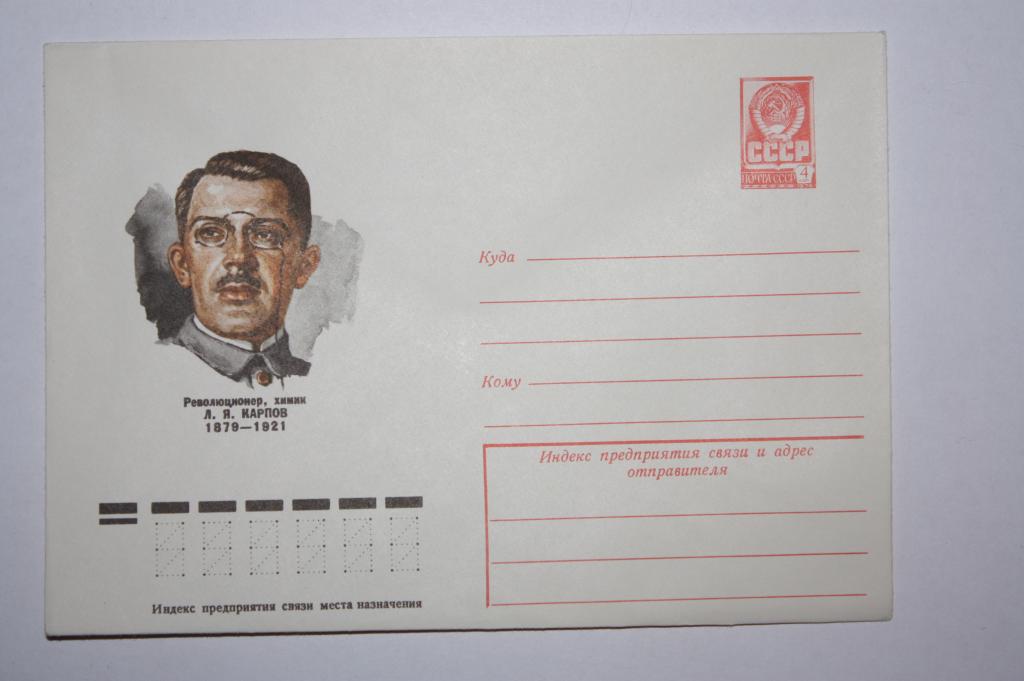 СССР
ПОЧТА СССР 4
Куда
Кому
Революционер, химик
Л. Я. КАРПОВ
1879—1921
Индекс предприятия связи и адрес
отправителя
Индекс предприятия связи места назначения